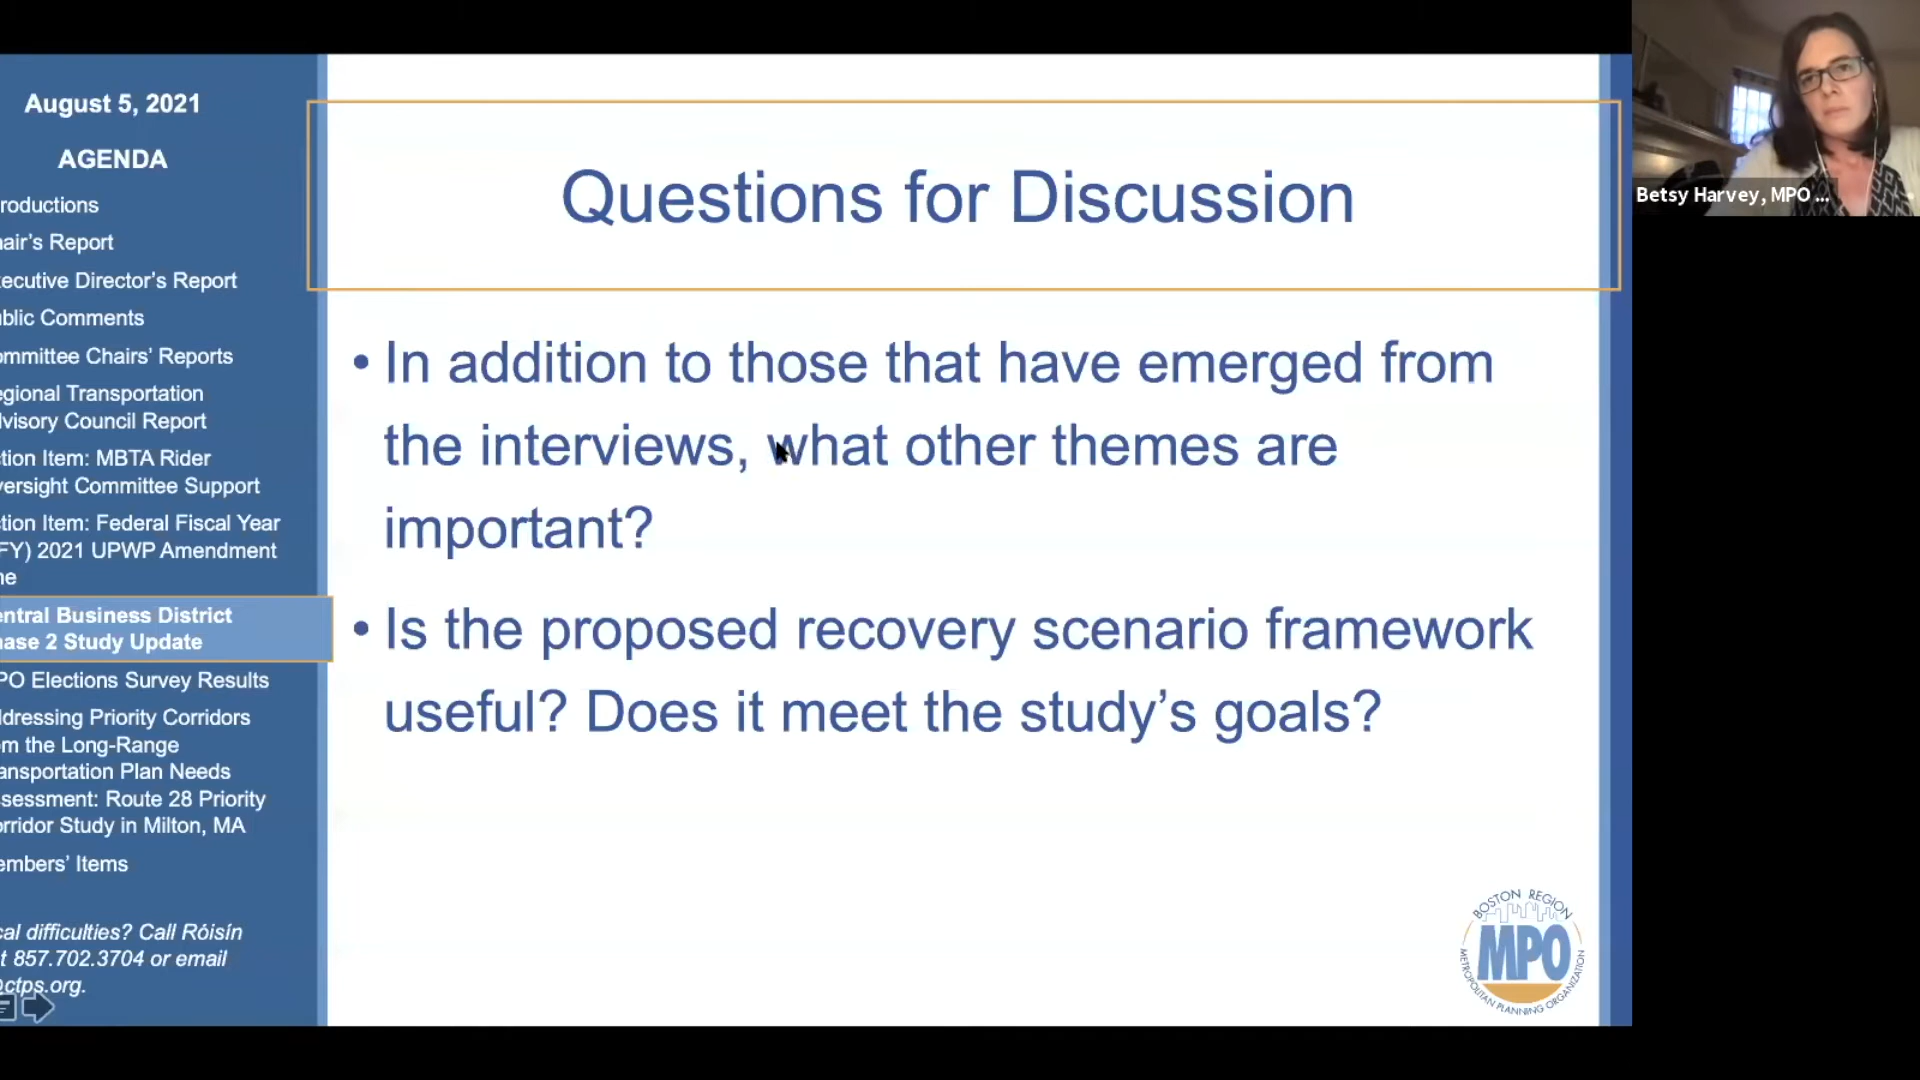 August 5, 2021
AGENDA
roductions
air's Report
ecutive Director's Report
blic Comments
ommittee Chairs' Reports
egional Transportation
dvisory Council Report
tion Item: MBTA Rider
versight Committee Support
tion Item: Federal Fiscal Year
FY) 2021 UPWP Amendment
ne
entral Business District
hase 2 Study Update
PO Elections Survey Results
ddressing Priority Corridors
om the Long-Range
ansportation Plan Needs
ssessment: Route 28 Priority
orridor Study in Milton, MA
embers' Items
cal difficulties? Call Róisín
t 857.702.3704 or email
@ctps.org.
Questions for Discussion
• In addition to those that have emerged from
the interviews, what other themes are
important?
• Is the proposed recovery scenario framework
useful? Does it meet the study's goals?
BOSTON REGION
MPO
METROPOLITAN PLANNING ORGANIZATION
Betsy Harvey, MPO ...